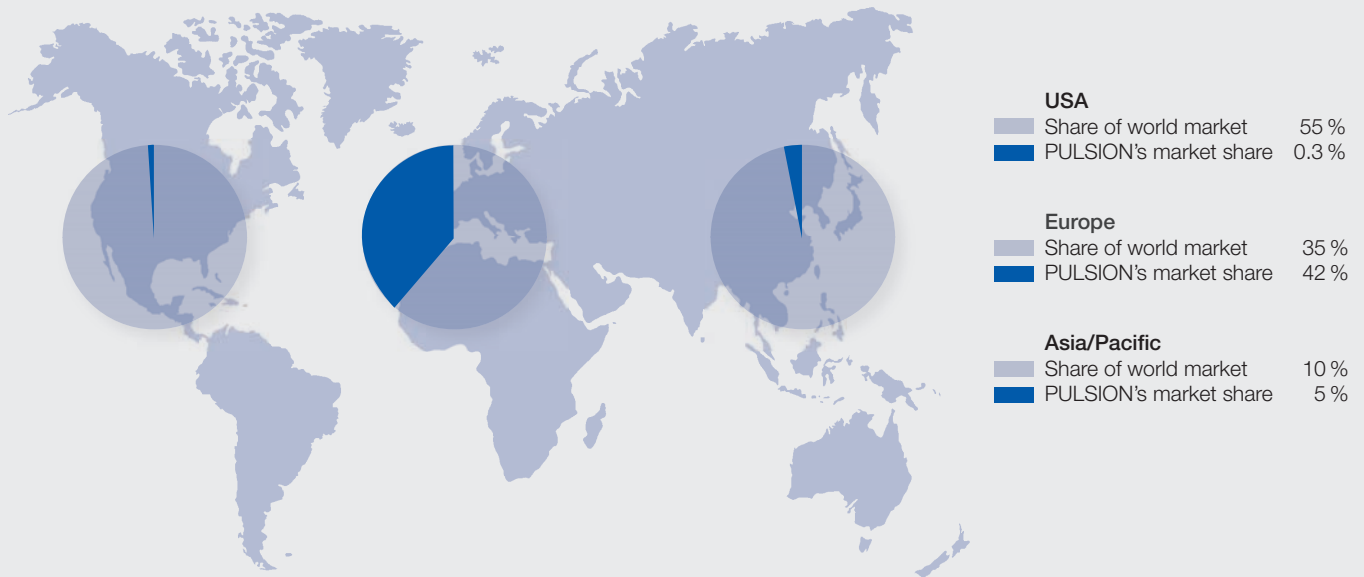 USA
Share of world market 55 %
PULSION’s market share 0.3 %
Europe
Share of world market 35 %
PULSION’s market share 42 %
Asia/Pacific
Share of world market 10 %
PULSION’s market share 5 %